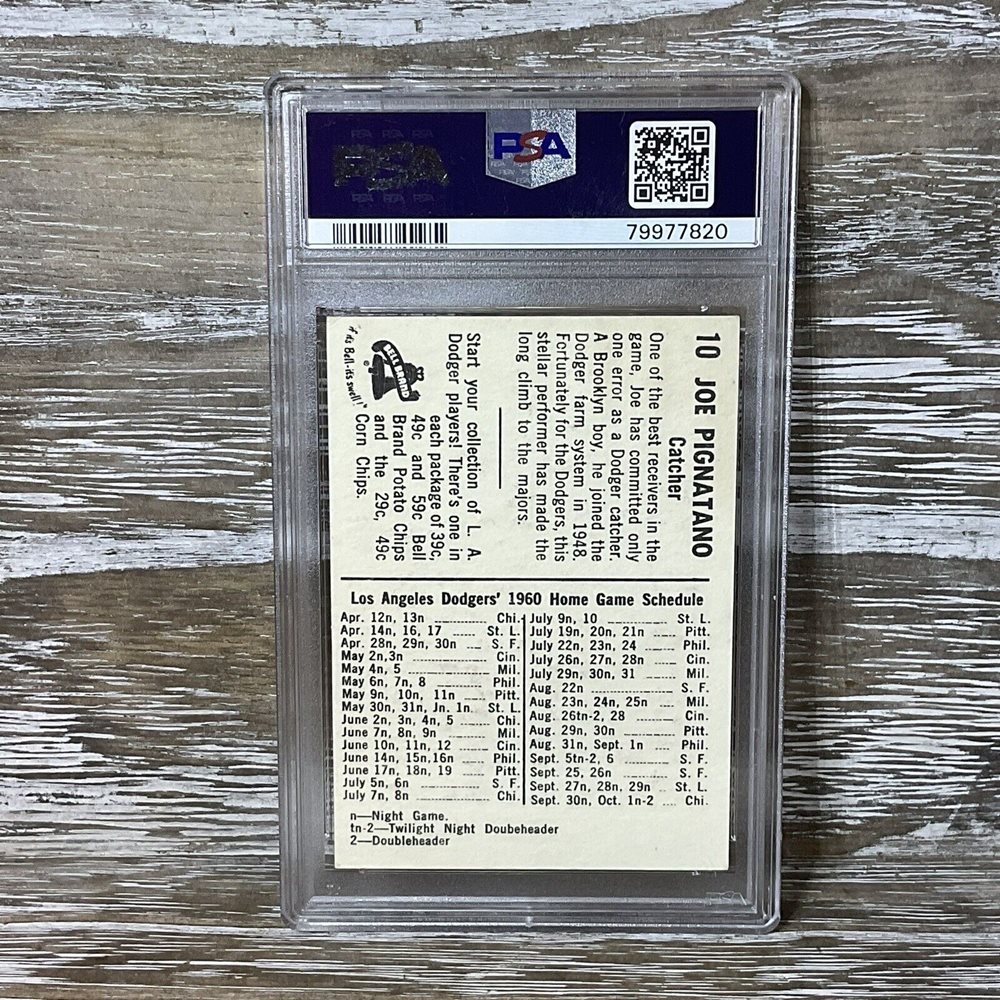 PSA
PSA
79977820
10 JOE PIGNATANO
Catcher
One of the best receivers in the
game, Joe has committed only
one error as a Dodger catcher.
A Brooklyn boy, he joined the
Dodger farm system in 1948.
Fortunately for the Dodgers, this
stellar performer has made the
long climb to the majors.
Start your collection of L. A.
Dodger players! There's one in
each package of 39c,
49c and 59c Bell
Brand Potato Chips
and the 29c, 49c
Corn Chips.
BELL BRAND
If its Bell-its swell!
Los Angeles Dodgers' 1960 Home Game Schedule
Apr. 12n, 13n Chi.
Apr. 14n, 16, 17 St. L.
Apr. 28n, 29n, 30n S. F.
May 2n,3n Cin.
May 4n, 5 Mil.
May 6n, 7n, 8 Phil.
May 9n, 10n, 11n Pitt.
May 30n, 31n, Jn. 1n St. L.
June 2n, 3n, 4n, 5 Chi.
June 7n, 8n, 9n Mil.
June 10n, 11n, 12 Cin.
June 14n, 15n,16n Phil.
June 17n, 18n, 19 Pitt.
July 5n, 6n S. F.
July 7n, 8n Chi.
July 9n, 10 St. L.
July 19n, 20n, 21n Pitt.
July 22n, 23n, 24 Phil.
July 26n, 27n, 28n Cin.
July 29n, 30n, 31 Mil.
Aug. 22n S. F.
Aug. 23n, 24n, 25n Mil.
Aug. 26tn-2, 28 Cin.
Aug. 29n, 30n Pitt.
Aug. 31n, Sept. 1n Phil.
Sept. 5tn-2, 6 S. F.
Sept. 25, 26n S. F.
Sept. 27n, 28n, 29n St. L.
Sept. 30n, Oct. 1n-2 Chi.
n—Night Game.
tn-2—Twilight Night Doubeheader
2—Doubleheader